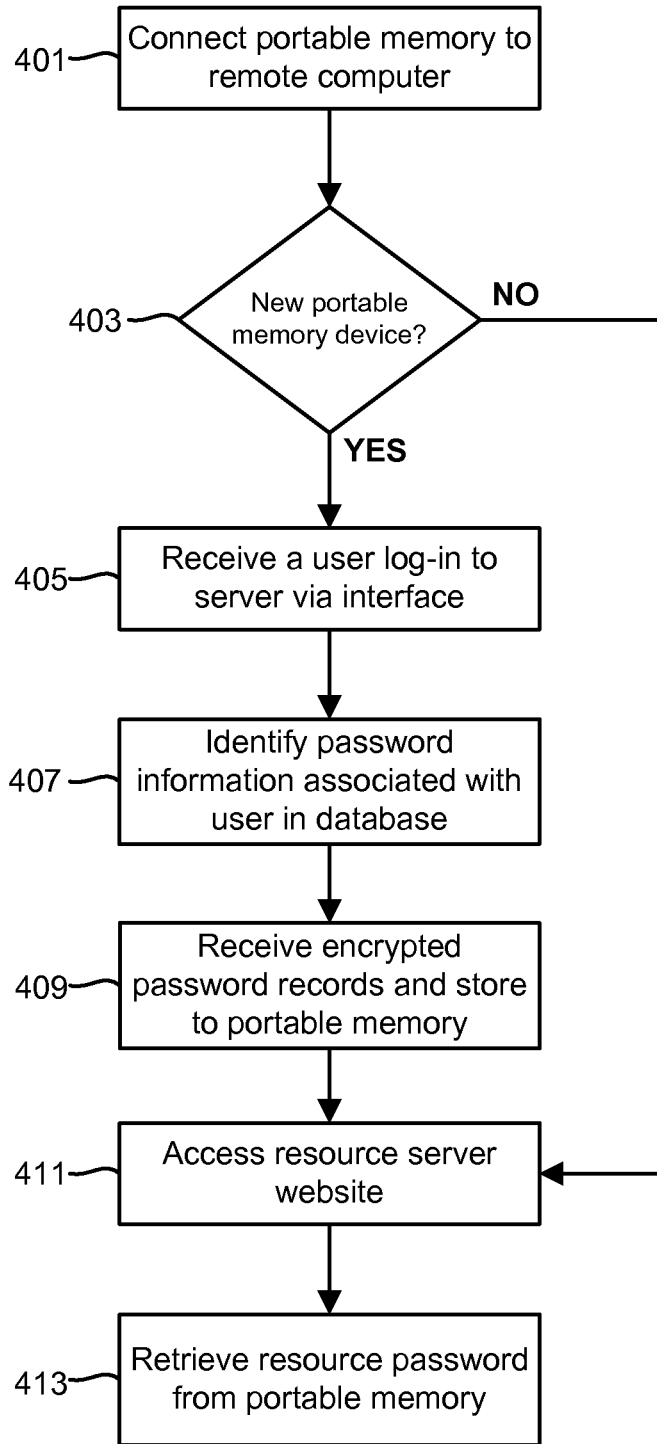 401
Connect portable memory to
remote computer
403
New portable
memory device?
NO
YES
405
Receive a user log-in to
server via interface
407
Identify password
information associated with
user in database
409
Receive encrypted
password records and store
to portable memory
411
Access resource server
website
413
Retrieve resource password
from portable memory